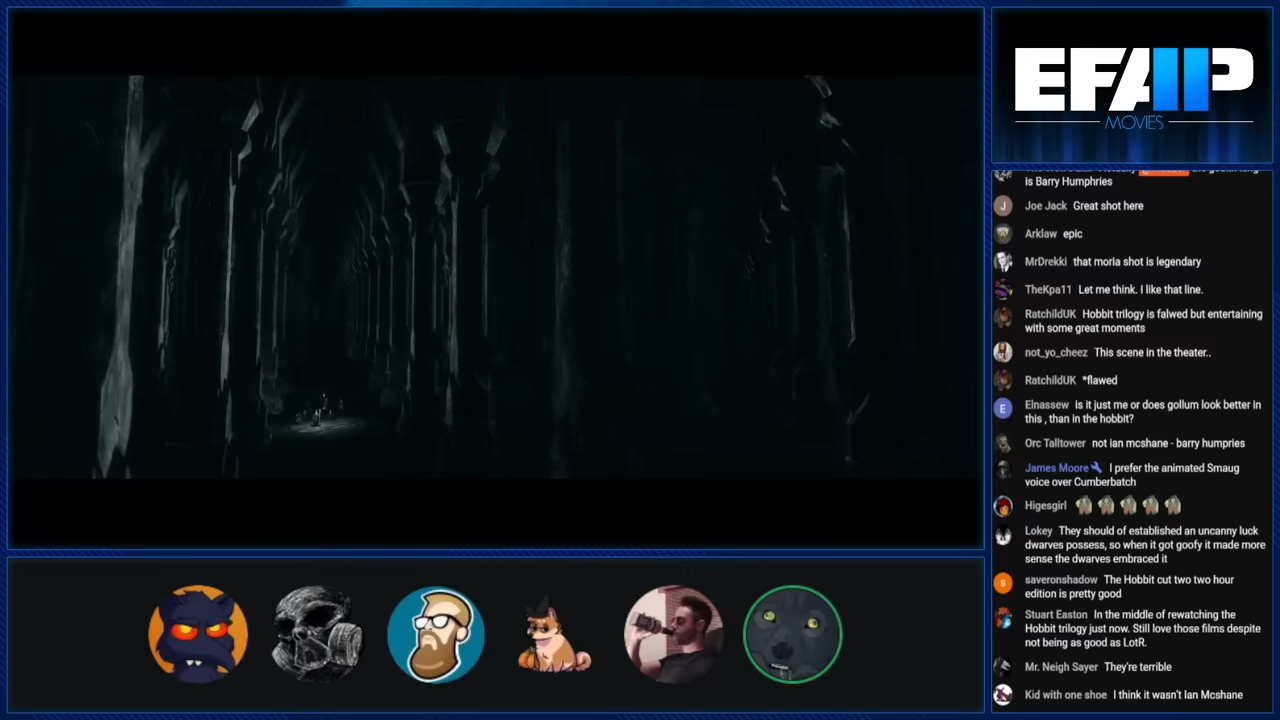 EFAP
MOVIES
is Barry Humphries
Joe Jack Great shot here
Arklaw epic
MrDrekki that moria shot is legendary
TheKpa11 Let me think. I like that line.
RatchildUK Hobbit trilogy is falwed but entertaining
with some great moments
not_yo_cheez This scene in the theater..
RatchildUK *flawed
E
Elnassew is it just me or does gollum look better in
this , than in the hobbit?
Orc Talltower not ian mcshane - barry humpries
James Moore I prefer the animated Smaug
voice over Cumberbatch
Higesgirl
Lokey They should of established an uncanny luck
dwarves possess, so when it got goofy it made more
sense the dwarves embraced it
saveronshadow The Hobbit cut two two hour
edition is pretty good
Stuart Easton In the middle of rewatching the
Hobbit trilogy just now. Still love those films despite
not being as good as LotR.
Mr. Neigh Sayer They're terrible
Kid with one shoe I think it wasn't Ian Mcshane